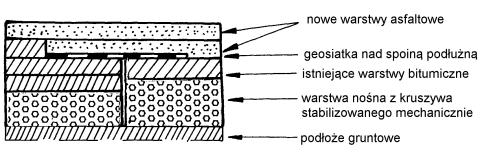 nowe warstwy asfaltowe
geosiatka nad spoiną podłużną
istniejące warstwy bitumiczne
warstwa nośna z kruszywa
stabilizowanego mechanicznie
podłoże gruntowe